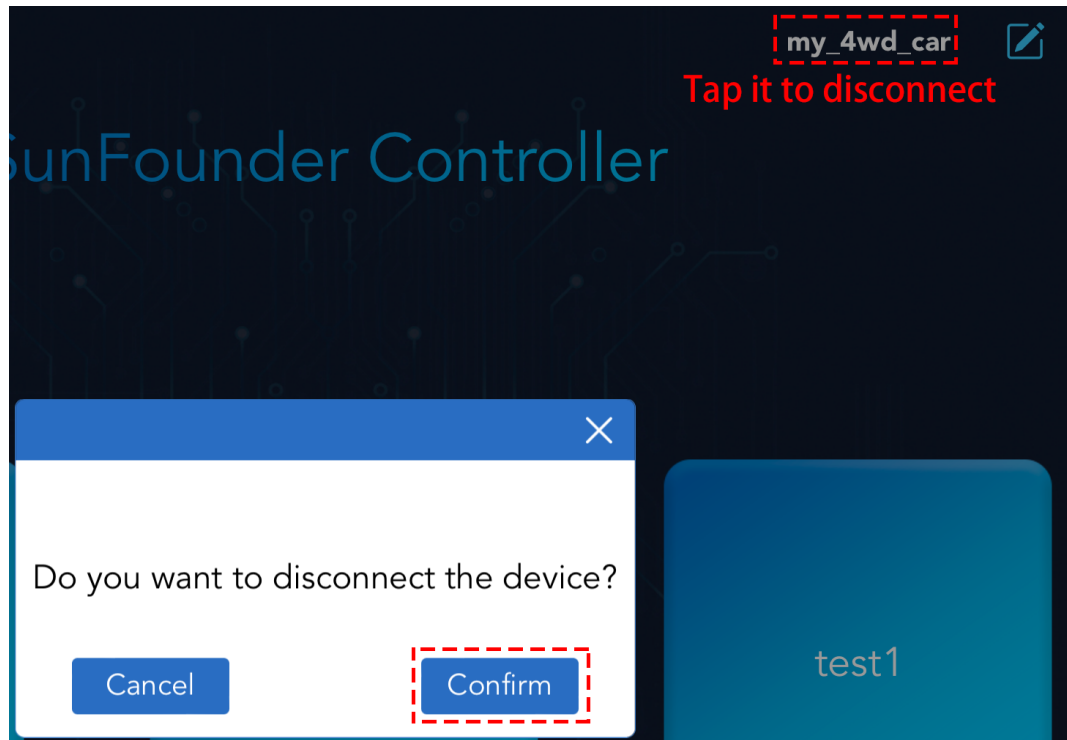 my_4wd_car
Tap it to disconnect
SunFounder Controller
Do you want to disconnect the device?
Cancel
Confirm
test1